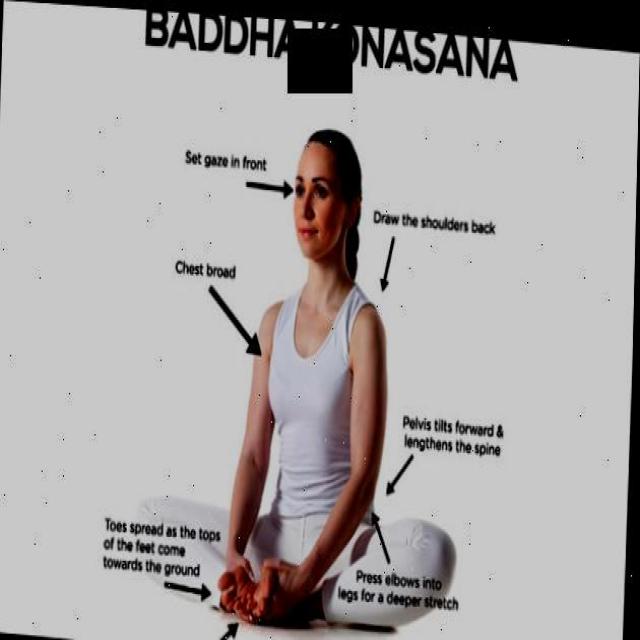 BADDHA KONASANA
Set gaze in front
Draw the shoulders back
Chest broad
Pelvis tilts forward &
lengthens the spine
Toes spread as the tops
of the feet come
towards the ground
Press elbows into
legs for a deeper stretch